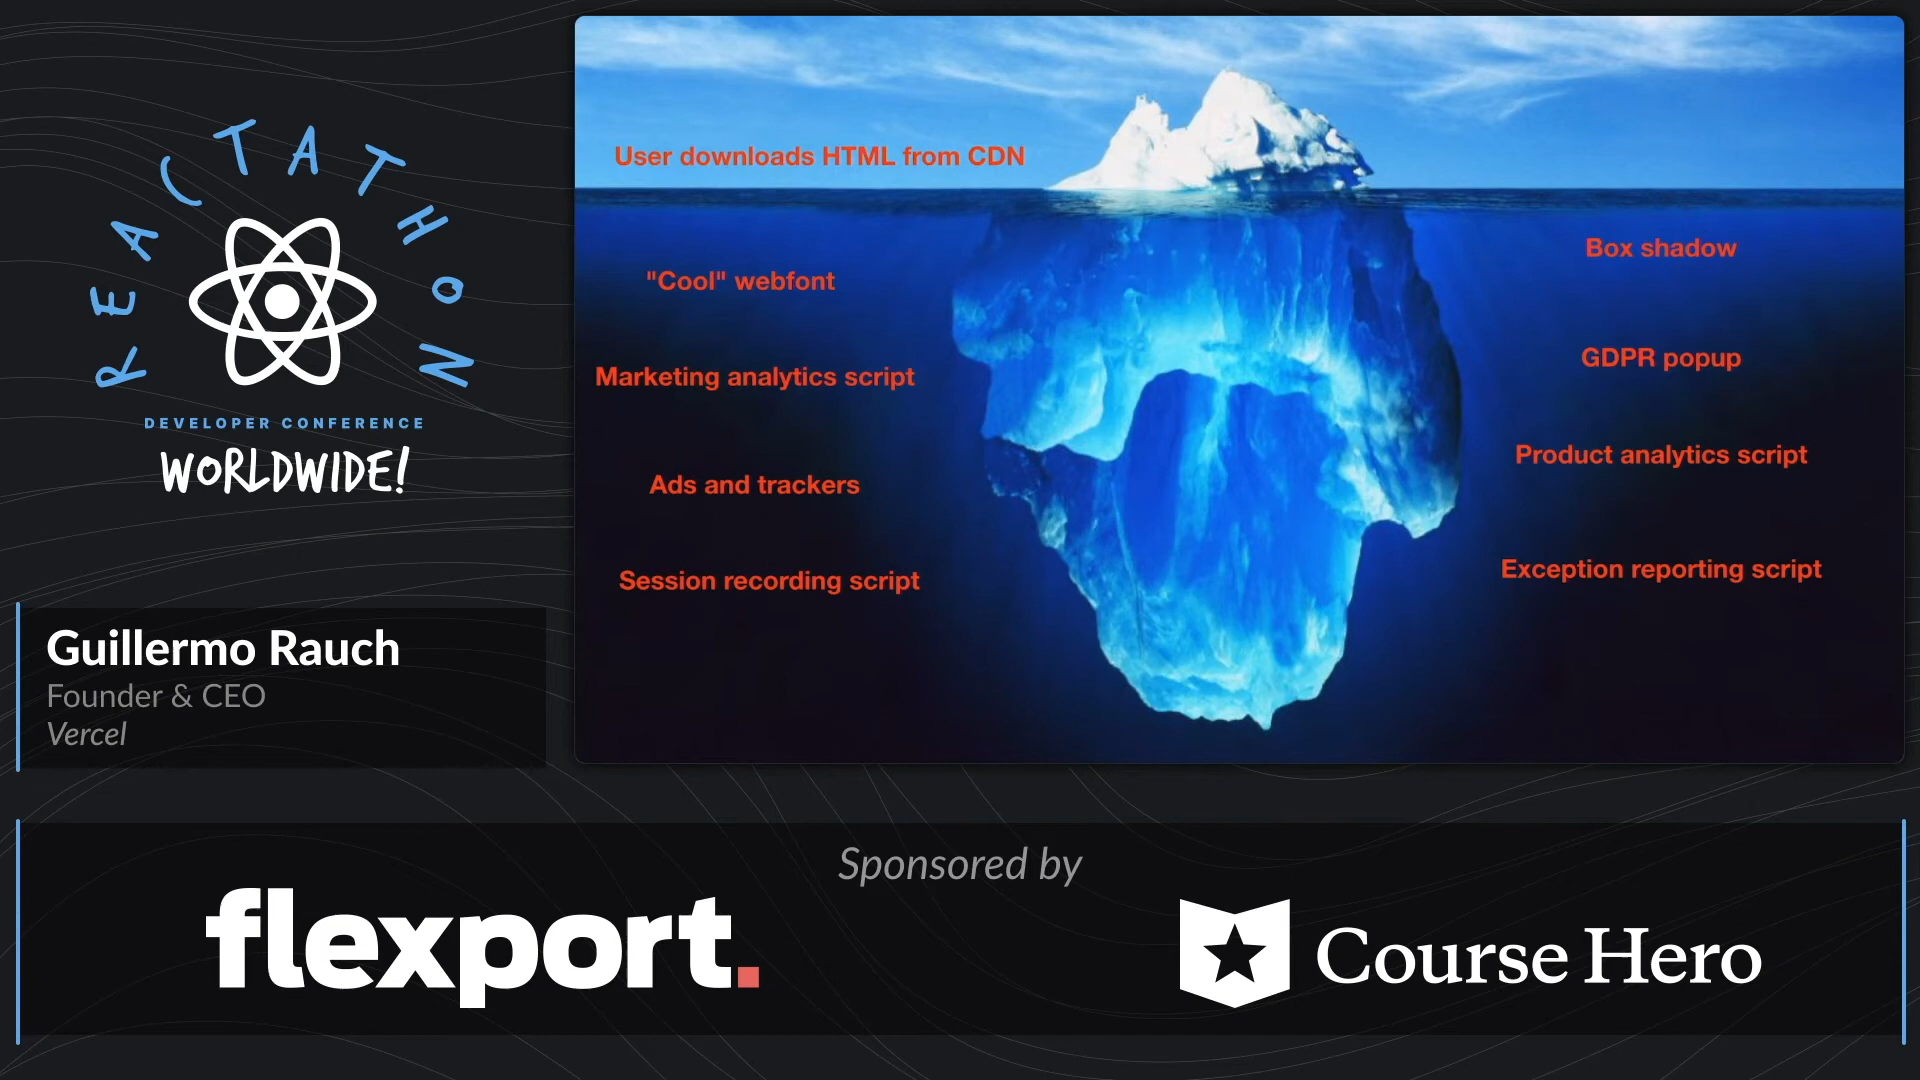 REACTATHON
DEVELOPER CONFERENCE
WORLDWIDE!
Guillermo Rauch
Founder & CEO
Vercel
User downloads HTML from CDN
"Cool" webfont
Marketing analytics script
Ads and trackers
Session recording script
Box shadow
GDPR popup
Product analytics script
Exception reporting script
Sponsored by
flexport.
Course Hero